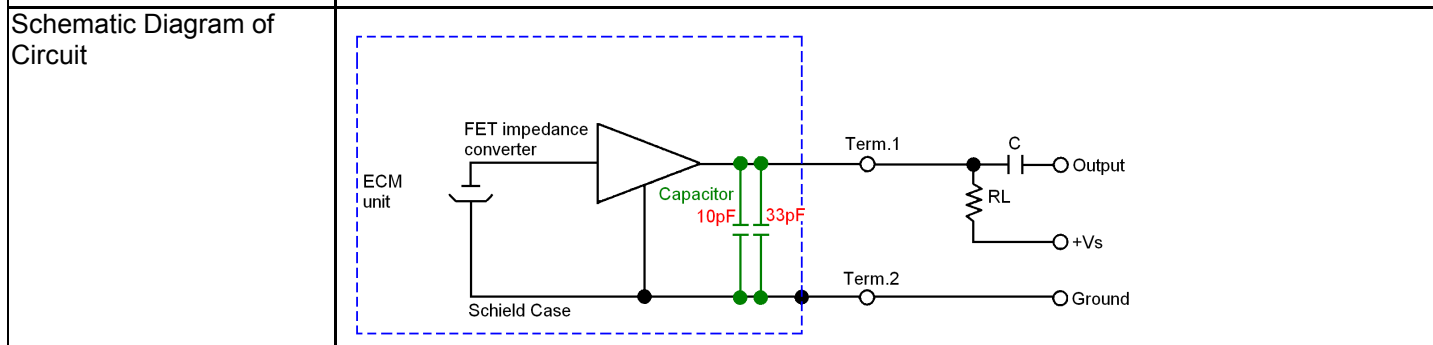 Schematic Diagram of
Circuit
FET impedance
converter
ECM
unit
Capacitor
10pF
33pF
Schield Case
Term.1
C
Output
RL
+Vs
Term.2
Ground